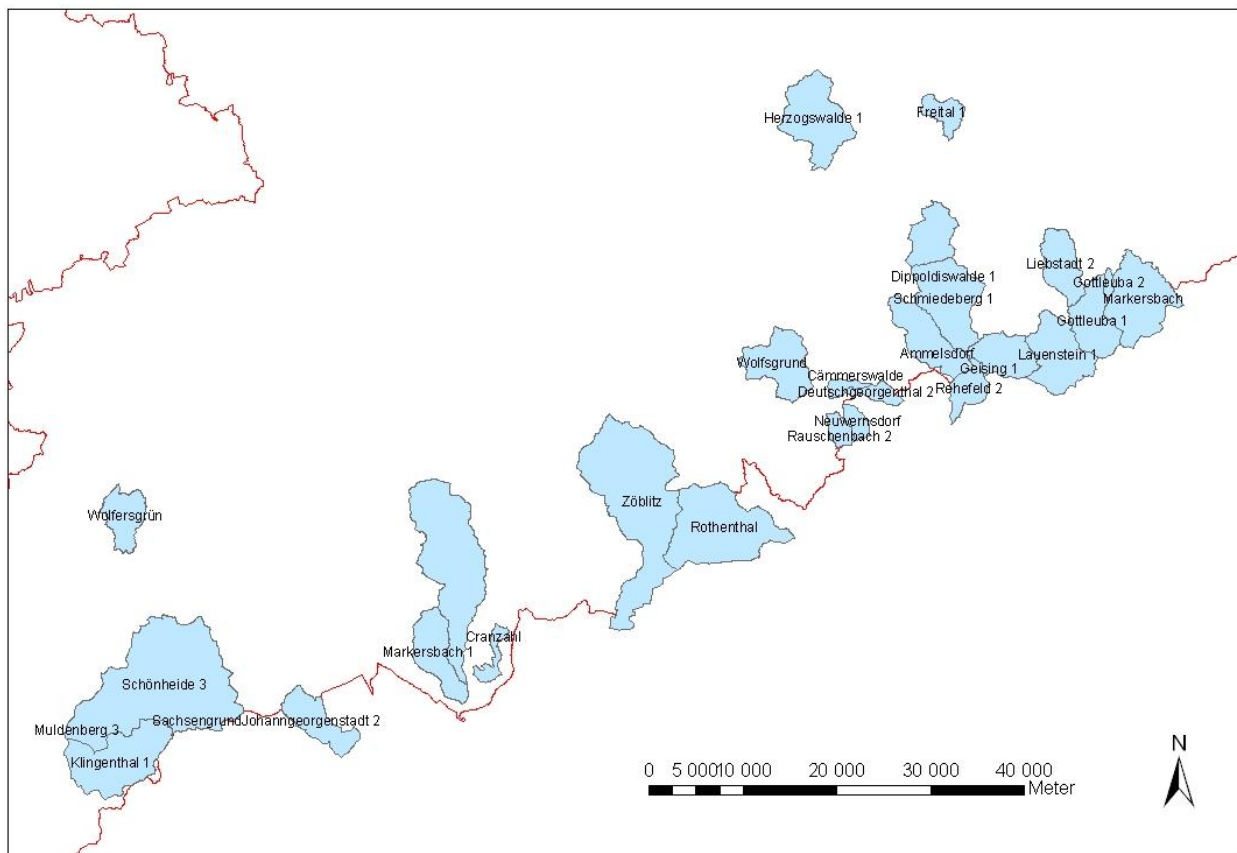 Herzogswalde 1
Freital 1
Liebstadt 2
Dippoldiswalde 1
Gottleuba 2
Schmiedeberg 1
Markersbach
Gottleuba 1
Ammelsdorf
Lauenstein 1
Wolfsgrund
Geising 1
Cämmerswalde
Rehefeld 2
Deutschgeorgenthal 2
Neuwernsdorf
Rauschenbach 2
Zöblitz
Wolfersgrün
Rothenthal
Cranzahl
Markersbach 1
Schönheide 3
Sachsengrund
Johanngeorgenstadt 2
Muldenberg 3
Klingenthal 1
N
0 5 000 10 000 20 000 30 000 40 000
Meter